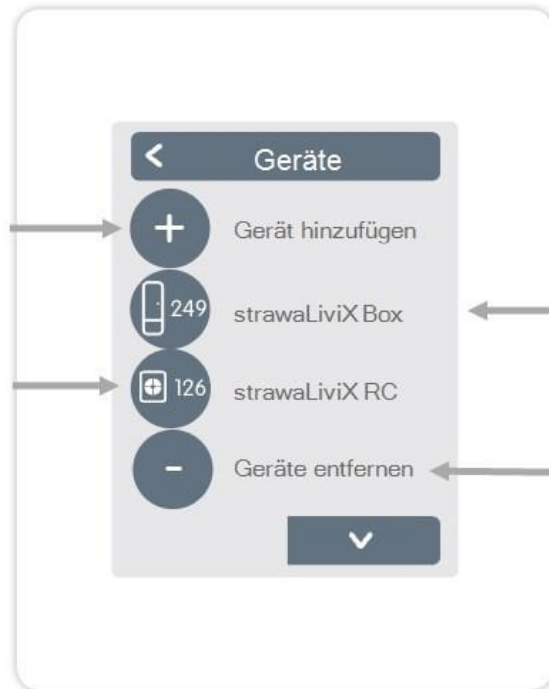 Geräte
+
Gerät hinzufügen
249
strawaLiviX Box
126
strawaLiviX RC
-
Geräte entfernen